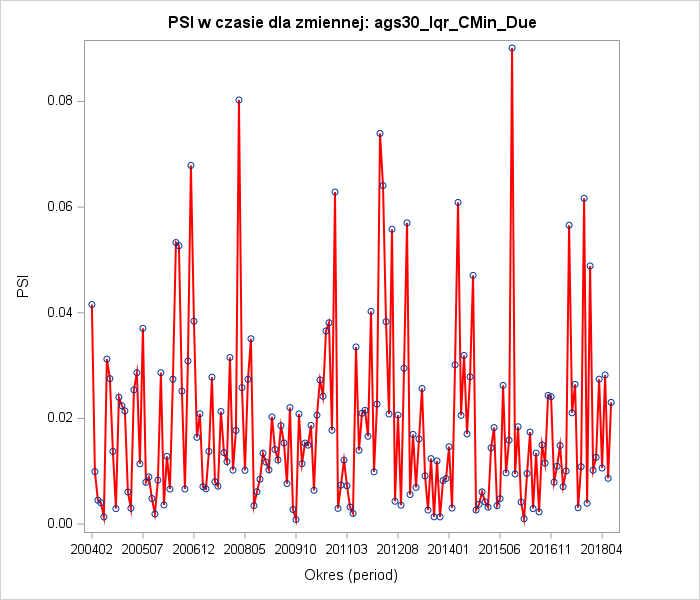 PSI w czasie dla zmiennej: ags30_Iqr_CMin_Due
0.08
0.06
0.04
0.02
0.00
PSI
200402 200507 200612 200805 200910 201103 201208 201401 201506 201611 201804
Okres (period)